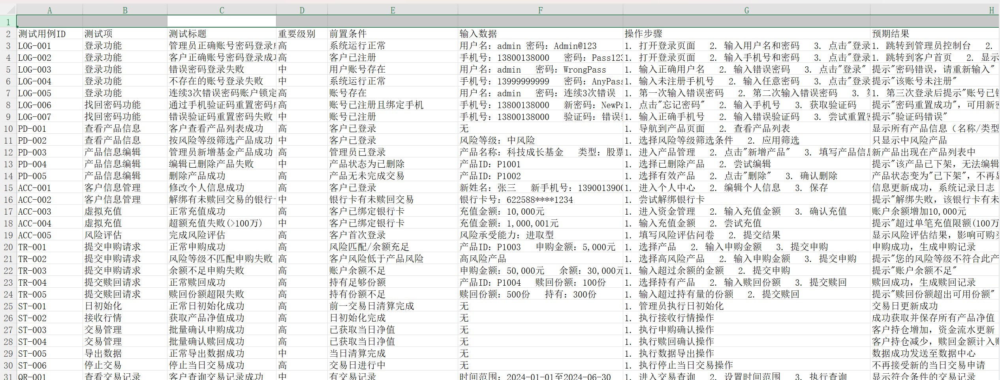 A B C D E F G H
1
2 测试用例ID 测试项 测试标题 重要级别 前置条件 输入数据 操作步骤 预期结果
3 LOG-001 登录功能 管理员正确账号密码登录 高 系统运行正常 用户名：admin 密码：Admin@123 1. 打开登录页面 2. 输入用户名和密码 3. 点击"登录 1. 跳转到管理员控制台 2.
4 LOG-002 登录功能 客户正确账号密码登录成 高 客户已注册 手机号：13800138000 密码：Pass123 1. 打开登录页面 2. 输入手机号和密码 3. 点击"登录 1. 跳转到客户首页 2. 显示
5 LOG-003 登录功能 错误密码登录失败 中 用户账号存在 用户名：admin 密码：WrongPass 1. 输入正确用户名 2. 输入错误密码 3. 点击"登录" 提示"密码错误，请重新输入"
6 LOG-004 登录功能 不存在的账号登录失败 中 系统运行正常 手机号：13999999999 密码：AnyPass 1. 输入未注册手机号 2. 输入任意密码 3. 点击"登录 提示"该账号未注册"
7 LOG-005 登录功能 连续3次错误密码账户锁定 高 账号存在 用户名：admin 密码：连续3次错误 1. 第一次输入错误密码 2. 第二次输入错误密码 3. 1. 第三次登录后提示"账号已
8 LOG-006 找回密码功能 通过手机验证码重置密码 高 账号已注册且绑定手机 手机号：13800138000 新密码：NewPa 1. 点击"忘记密码" 2. 输入手机号 3. 获取验证码 提示"密码重置成功"，可用新
9 LOG-007 找回密码功能 错误验证码重置密码失败 中 账号已注册 手机号：13800138000 验证码：错误 1. 输入正确手机号 2. 输入错误验证码 3. 尝试重置 提示"验证码错误"
10 PD-001 查看产品信息 客户查看产品列表成功 高 客户已登录 无 1. 导航到产品页面 2. 查看产品列表 显示所有产品信息（名称/类型
11 PD-002 查看产品信息 按风险等级筛选产品成功 中 客户已登录 风险等级：中风险 1. 选择风险等级筛选条件 2. 应用筛选 只显示中风险产品
12 PD-003 产品信息编辑 管理员新增基金产品成功 高 管理员已登录 产品名称：科技成长基金 类型：股票 1. 进入产品管理 2. 点击"新增产品" 3. 填写产品信 新产品出现在产品列表中
13 PD-004 产品信息编辑 编辑已删除产品失败 中 产品状态为已删除 产品ID：P1001 1. 选择已删除产品 2. 尝试编辑 提示"该产品已下架，无法编辑
14 PD-005 产品信息编辑 删除产品成功 高 产品无未完成交易 产品ID：P1002 1. 选择有效产品 2. 点击"删除" 3. 确认删除 产品状态变为"已下架"，不再
15 ACC-001 客户信息管理 修改个人信息成功 高 客户已登录 新姓名：张三 新手机号：1390013900 1. 进入个人中心 2. 编辑个人信息 3. 保存 信息更新成功，系统记录日志
16 ACC-002 客户信息管理 解绑有未赎回交易的银行 中 银行卡有未赎回交易 银行卡号：622588****1234 1. 尝试解绑银行卡 提示"解绑失败，该银行卡有未
17 ACC-003 虚拟充值 正常充值成功 高 客户已绑定银行卡 充值金额：10,000元 1. 进入资金管理 2. 输入充值金额 3. 确认充值 账户余额增加10,000元
18 ACC-004 虚拟充值 超额充值失败(>100万) 中 客户已绑定银行卡 充值金额：1,000,001元 1. 输入充值金额 2. 尝试充值 提示"超过单笔充值限额(100万
19 ACC-005 风险评估 完成风险评估 高 客户首次登录 风险承受能力：进取型 1. 填写风险评估问卷 2. 提交结果 显示风险评估结果，影响可购
20 TR-001 提交申购请求 正常申购成功 高 风险匹配/余额充足 产品ID：P1003 申购金额：5,000元 1. 选择产品 2. 输入申购金额 3. 提交申购 申购成功，生成申购记录
21 TR-002 提交申购请求 风险等级不匹配申购失败 高 客户风险低于产品风险 高风险产品 1. 选择高风险产品 2. 输入申购金额 3. 提交申购 提示"您的风险等级不符合此产
22 TR-003 提交申购请求 余额不足申购失败 高 账户余额不足 申购金额：50,000元 余额：30,000元 1. 输入超过余额的金额 2. 提交申购 提示"账户余额不足"
23 TR-004 提交赎回请求 正常赎回成功 高 持有足够份额 产品ID：P1004 赎回份额：100份 1. 选择持有产品 2. 输入赎回份额 3. 提交赎回 赎回成功，生成赎回记录
24 TR-005 提交赎回请求 赎回份额超限失败 高 持有份额不足 赎回份额：500份 持有：300份 1. 输入超过持有量的份额 2. 提交赎回 提示"赎回份额超出可用份额"
25 ST-001 日初始化 正常日初始化成功 高 前一交易日清算完成 无 1. 管理员执行日初始化 交易日更新成功
26 ST-002 接收行情 获取产品净值成功 高 日初始化完成 无 1. 执行接收行情操作 成功获取并保存所有产品净值
27 ST-003 交易管理 批量确认申购成功 高 已获取当日净值 无 1. 执行申购确认操作 客户持仓增加，资金流水更新
28 ST-004 交易管理 批量确认赎回成功 高 已获取当日净值 无 1. 执行赎回确认操作 客户持仓减少，赎回金额计入
29 ST-005 导出数据 正常导出数据成功 中 当日清算完成 无 1. 执行数据导出操作 数据成功发送至数据中心
30 ST-006 停止交易 停止当日交易成功 高 交易日进行中 无 1. 执行停止当日交易操作 不再接受新的当日交易申请
31 QR-001 查看交易记录 客户查询交易记录成功 中 有交易记录 时间范围：2024-01-01至2024-06-30 1. 进入交易查询 2. 设置时间范围 3. 执行查询 显示符合条件的交易记录